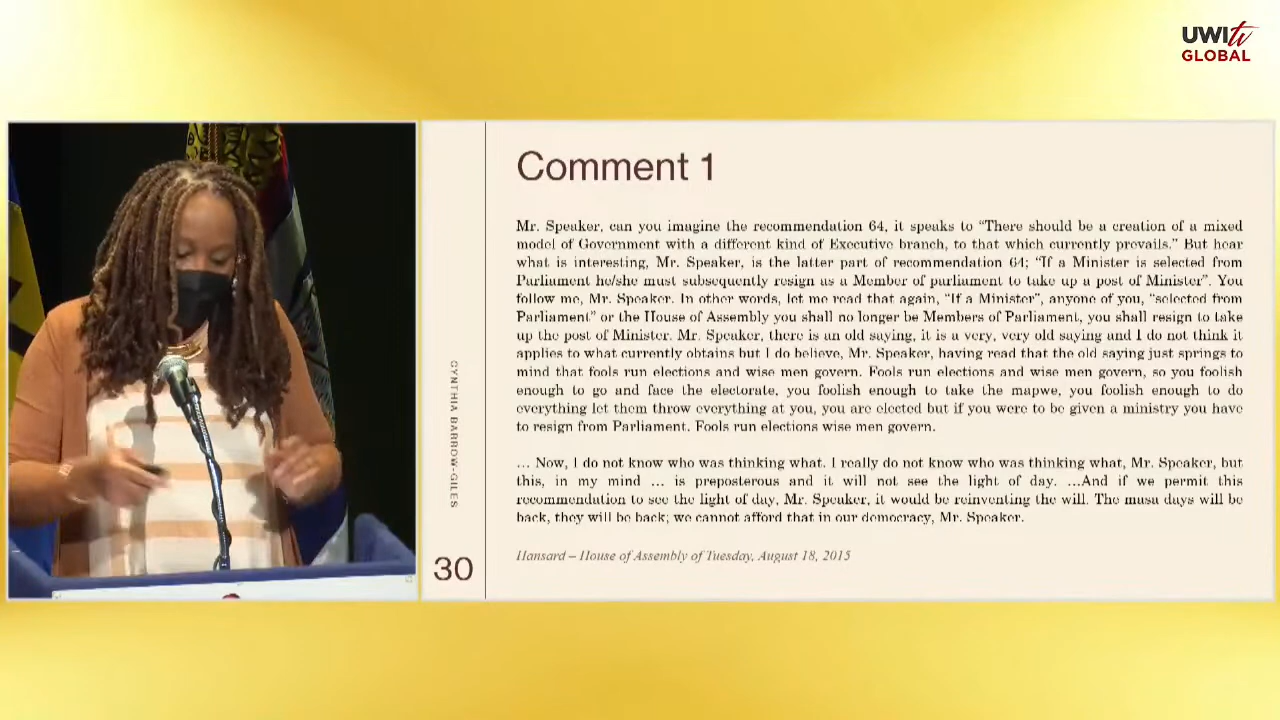 UWItv
GLOBAL
Comment 1
Mr. Speaker, can you imagine the recommendation 64, it speaks to “There should be a creation of a mixed
model of Government with a different kind of Executive branch, to that which currently prevails.” But hear
what is interesting, Mr. Speaker, is the latter part of recommendation 64; “If a Minister is selected from
Parliament he/she must subsequently resign as a Member of parliament to take up a post of Minister”. You
follow me, Mr. Speaker. In other words, let me read that again, “If a Minister”, anyone of you, “selected from
Parliament” or the House of Assembly you shall no longer be Members of Parliament, you shall resign to take
up the post of Minister. Mr. Speaker, there is an old saying, it is a very, very old saying and I do not think it
applies to what currently obtains but I do believe, Mr. Speaker, having read that the old saying just springs to
mind that fools run elections and wise men govern. Fools run elections and wise men govern, so you foolish
enough to go and face the electorate, you foolish enough to take the mapwe, you foolish enough to do
everything let them throw everything at you, you are elected but if you were to be given a ministry you have
to resign from Parliament. Fools run elections wise men govern.
… Now, I do not know who was thinking what. I really do not know who was thinking what, Mr. Speaker, but
this, in my mind … is preposterous and it will not see the light of day. …And if we permit this
recommendation to see the light of day, Mr. Speaker, it would be reinventing the will. The masa days will be
back, they will be back; we cannot afford that in our democracy, Mr. Speaker.
Hansard – House of Assembly of Tuesday, August 18, 2015
CYNTHIA BARROW-GILES
30